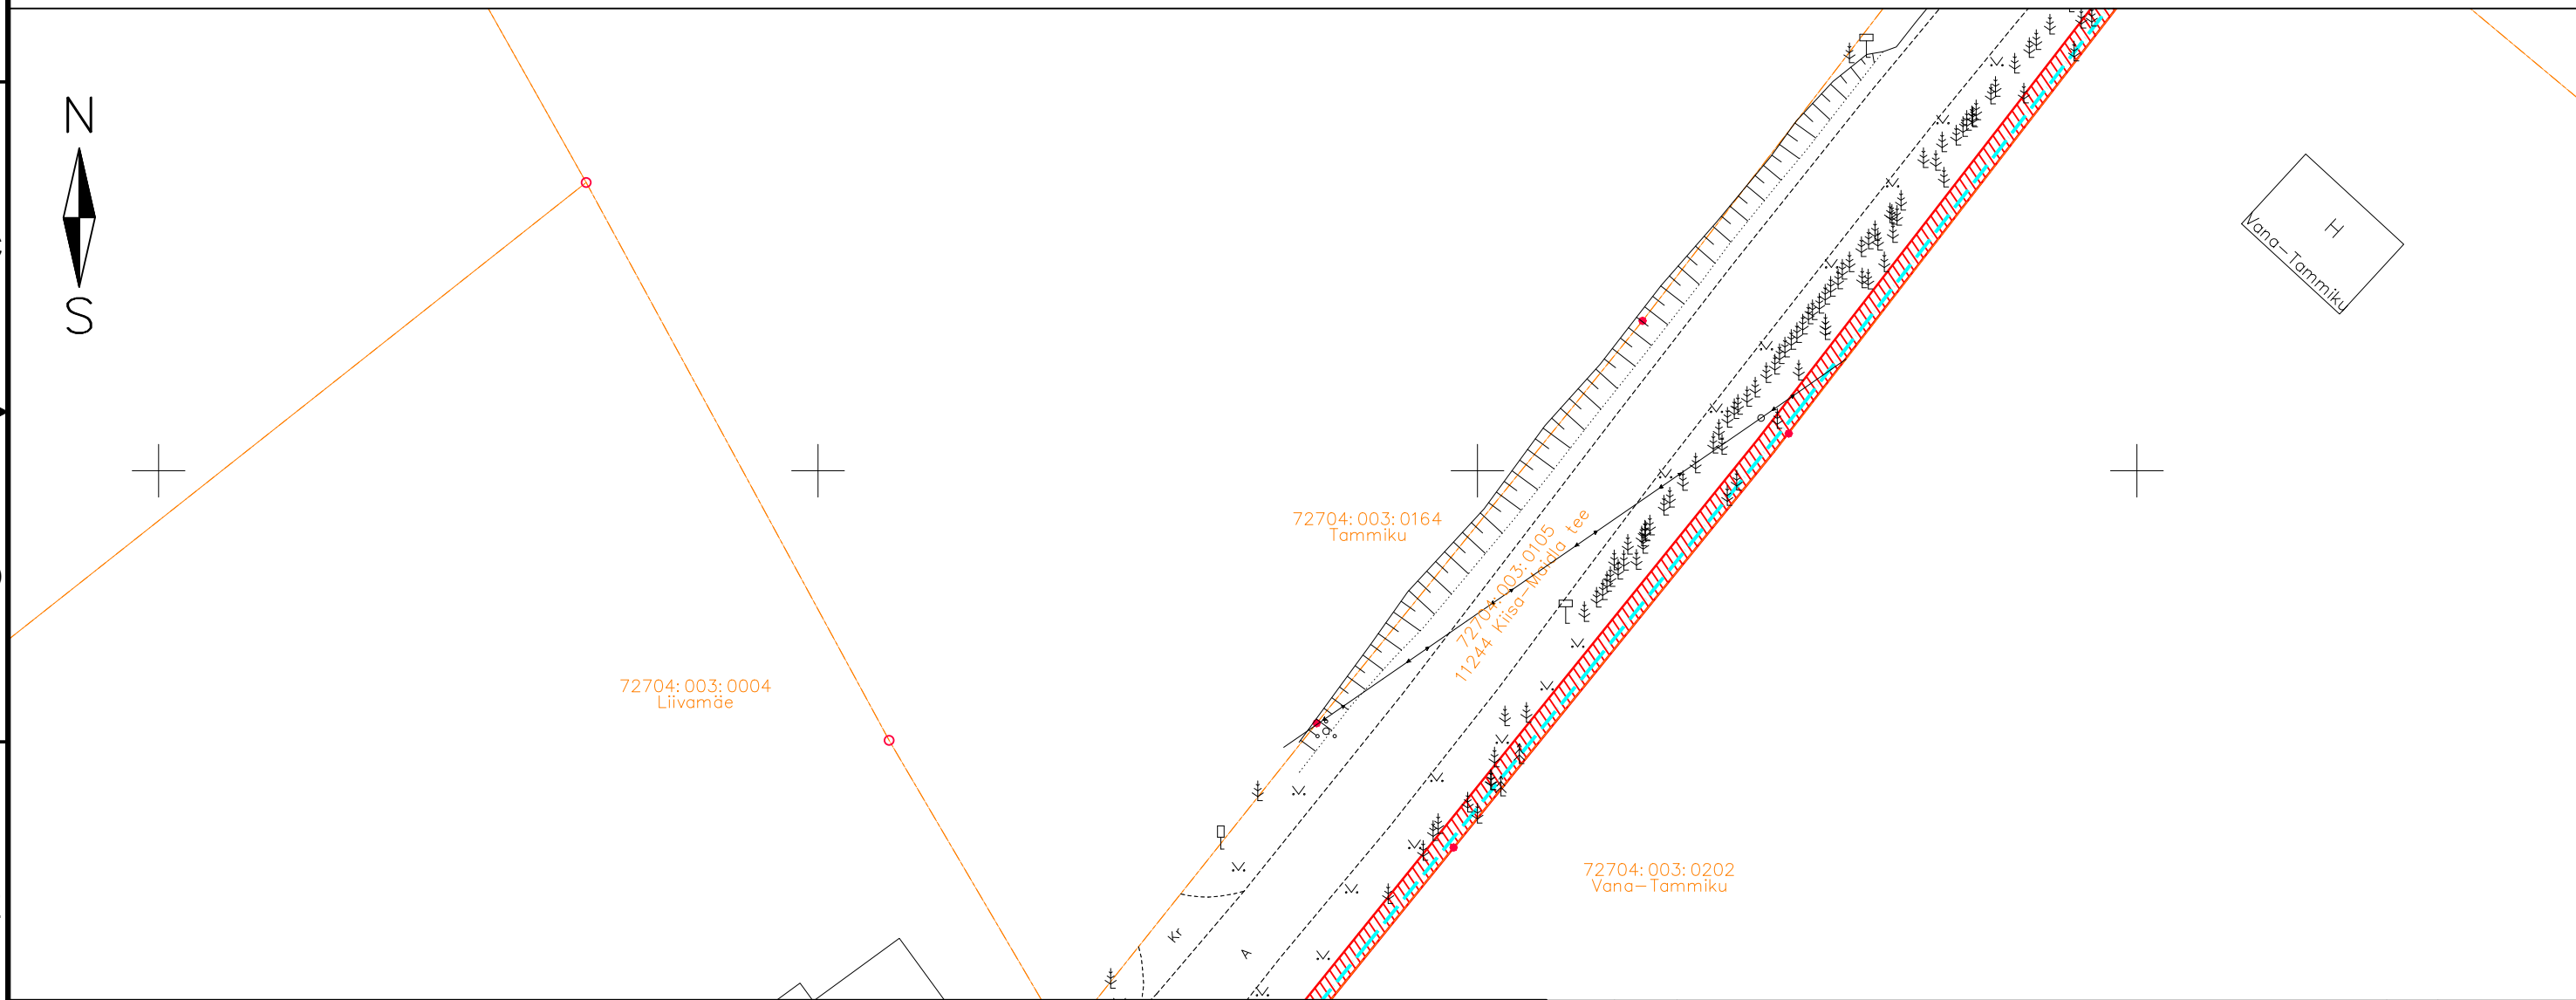 N
S
H
Vana-Tammiku
72704:003:0164
Tammiku
72704:003:0105
11244 Kiisa-Maidla tee
72704:003:0004
Liivamäe
d
72704:003:0202
Vana-Tammiku
Kr
A